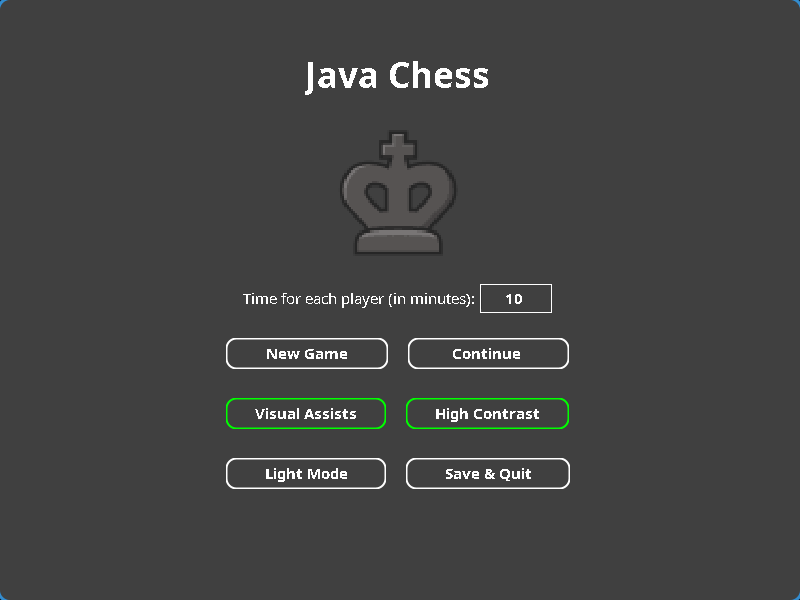 Java Chess
Time for each player (in minutes): 10
New Game Continue
Visual Assists High Contrast
Light Mode Save & Quit